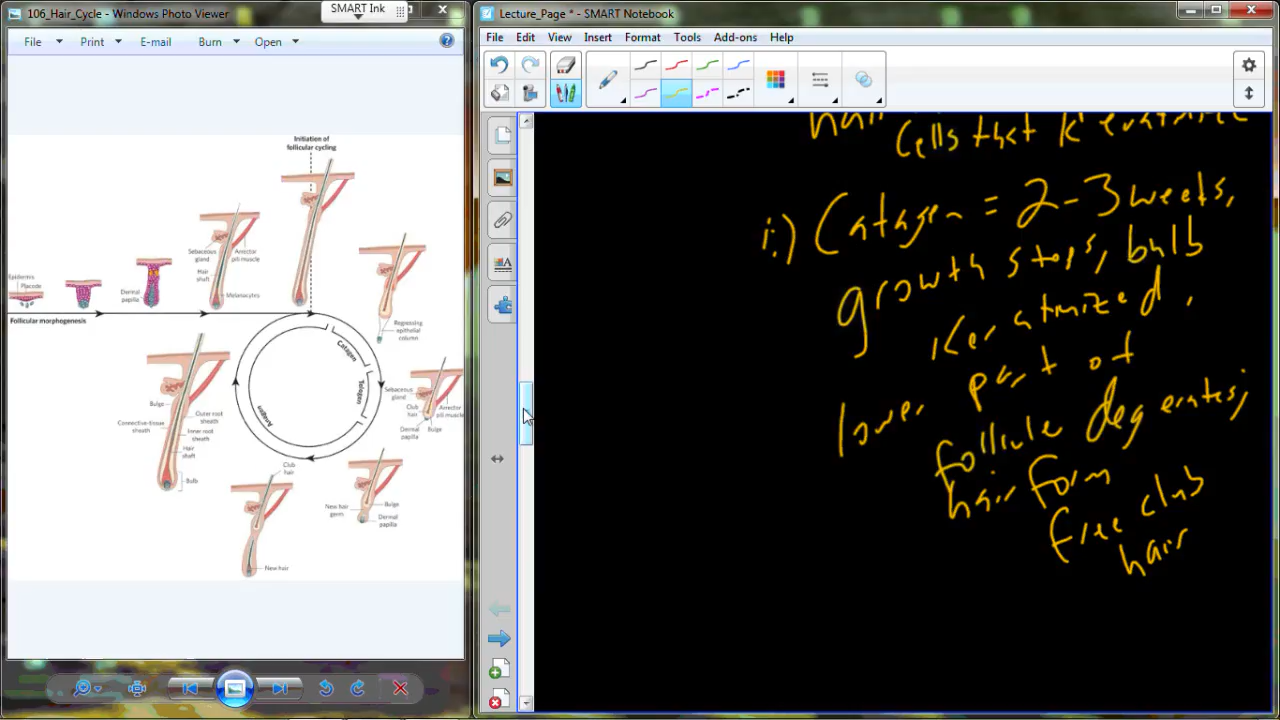 106_Hair_Cycle - Windows Photo Viewer
SMART Ink
File Print E-mail Burn Open
Initiation of
follicular cycling
Sebaceous
gland
Arrector
pili muscle
Hair
shaft
Melanocytes
Epidermis
Placode
Dermal
papilla
Follicular morphogenesis
Regressing
epithelial
column
Catagen
Telogen
Anagen
Sebaceous
gland
Club
hair
Arrector
pili muscle
Dermal
papilla
Bulge
Bulge
Connective-tissue
sheath
Outer root
sheath
Inner root
sheath
Hair
shaft
Bulb
Club
hair
New hair
New hair
germ
Bulge
Dermal
papilla
Lecture_Page * - SMART Notebook
File Edit View Insert Format Tools Add-ons Help
hair
cells that keratinize
i.) Catagen = 2-3 weeks,
growth stops, bulb
keratinized,
lower part of
follicle degerates;
hair form
free club
hair